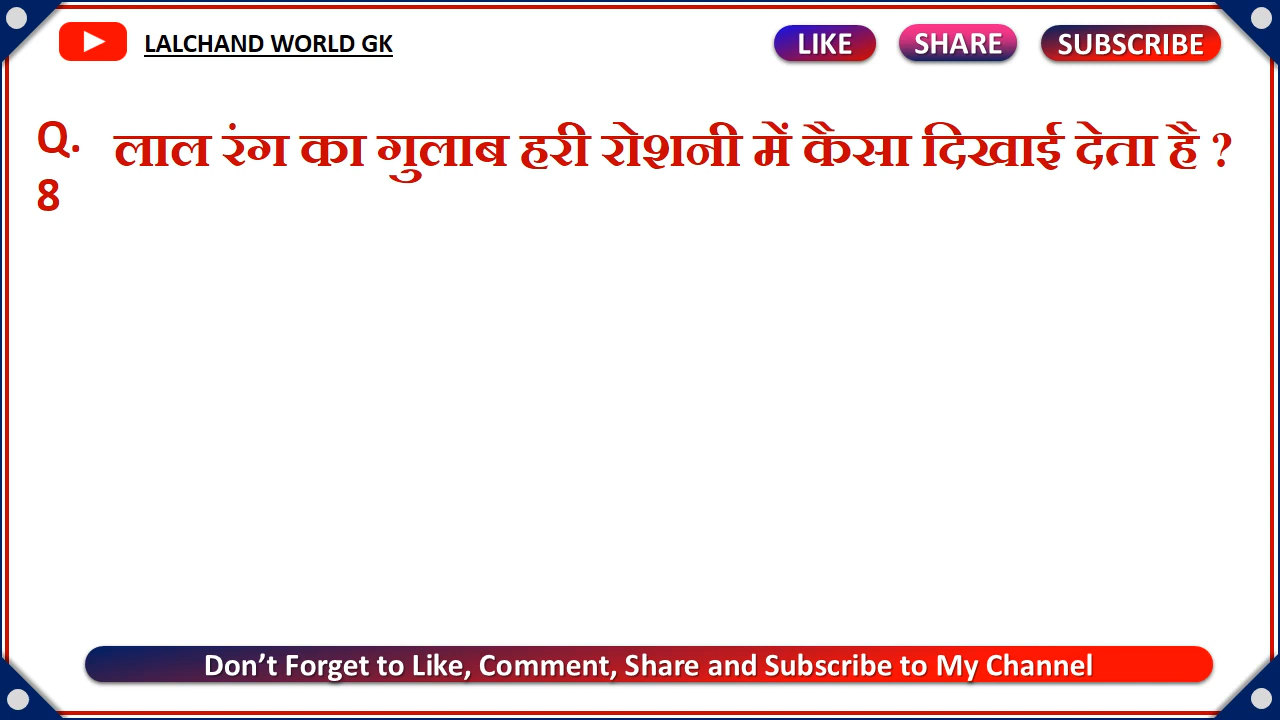 LALCHAND WORLD GK
LIKE
SHARE
SUBSCRIBE
Q. 8
लाल रंग का गुलाब हरी रोशनी में कैसा दिखाई देता है ?
Don’t Forget to Like, Comment, Share and Subscribe to My Channel